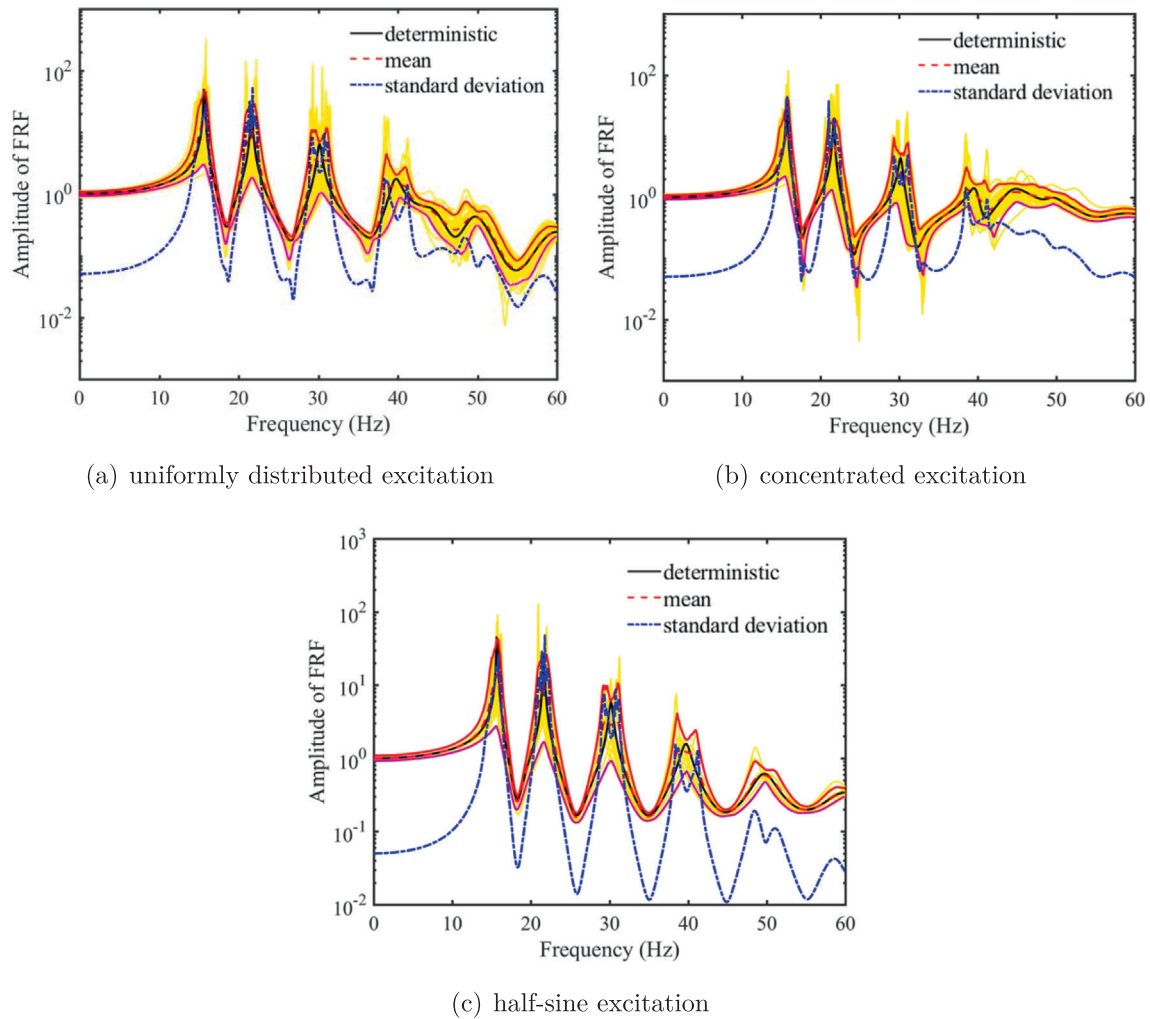 deterministic
mean
standard deviation
10^2
10^0
10^-2
Amplitude of FRF
0 10 20 30 40 50 60
Frequency (Hz)
(a) uniformly distributed excitation
deterministic
mean
standard deviation
10^2
10^0
10^-2
Amplitude of FRF
0 10 20 30 40 50 60
Frequency (Hz)
(b) concentrated excitation
deterministic
mean
standard deviation
10^3
10^2
10^1
10^0
10^-1
10^-2
Amplitude of FRF
0 10 20 30 40 50 60
Frequency (Hz)
(c) half-sine excitation